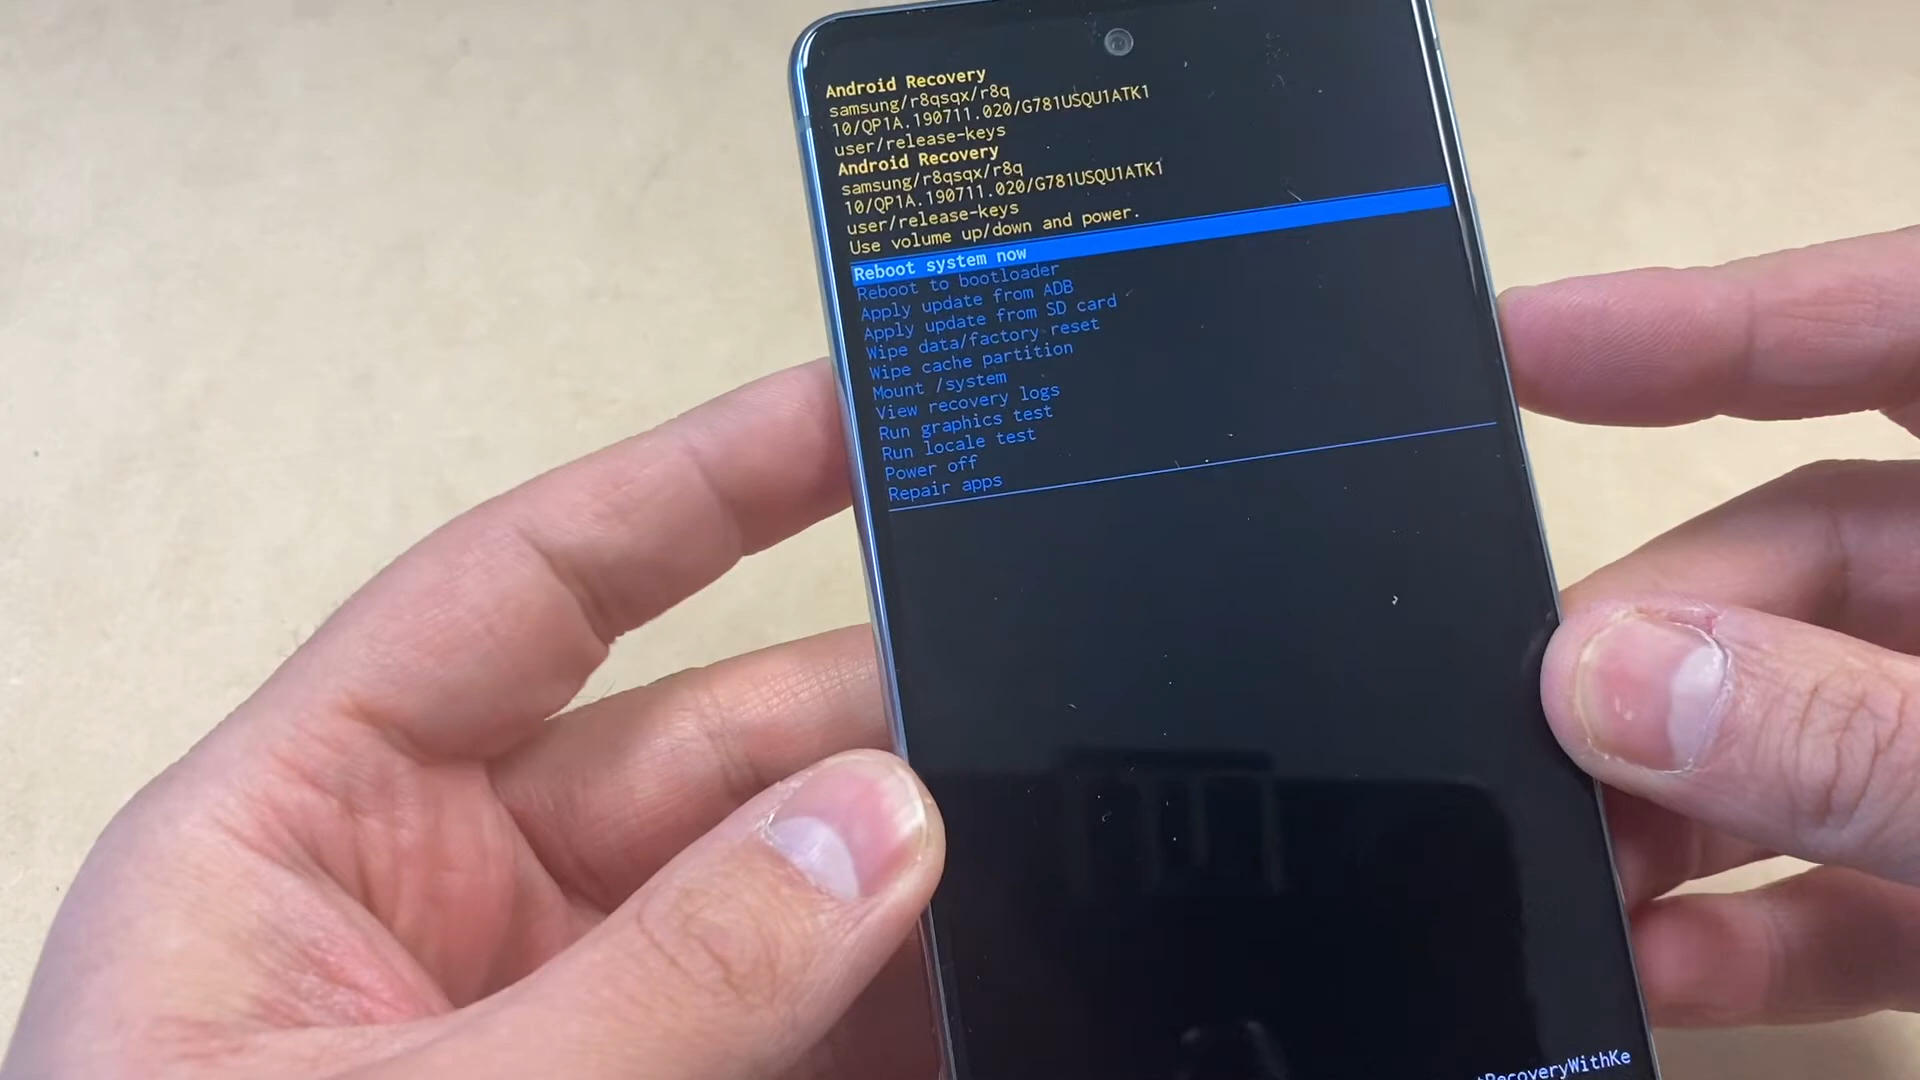 Android Recovery
samsung/r8qsqx/r8q
10/QP1A.190711.020/G781USQU1ATK1
user/release-keys
Android Recovery
samsung/r8qsqx/r8q
10/QP1A.190711.020/G781USQU1ATK1
user/release-keys
Use volume up/down and power.
Reboot system now
Reboot to bootloader
Apply update from ADB
Apply update from SD card
Wipe data/factory reset
Wipe cache partition
Mount /system
View recovery logs
Run graphics test
Run locale test
Power off
Repair apps
RecoveryWithKe